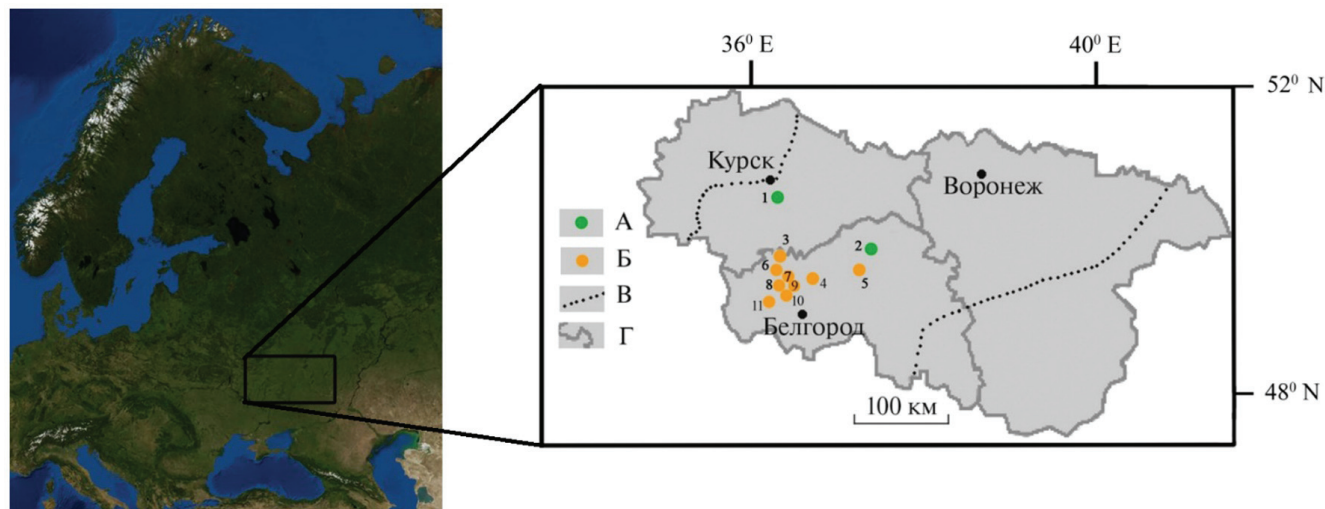 36⁰ E
40⁰ E
52⁰ N
Курск
Воронеж
1
А
2
3
Б
6
5
7
4
8
9
В
10
11
Белгород
Г
48⁰ N
100 км